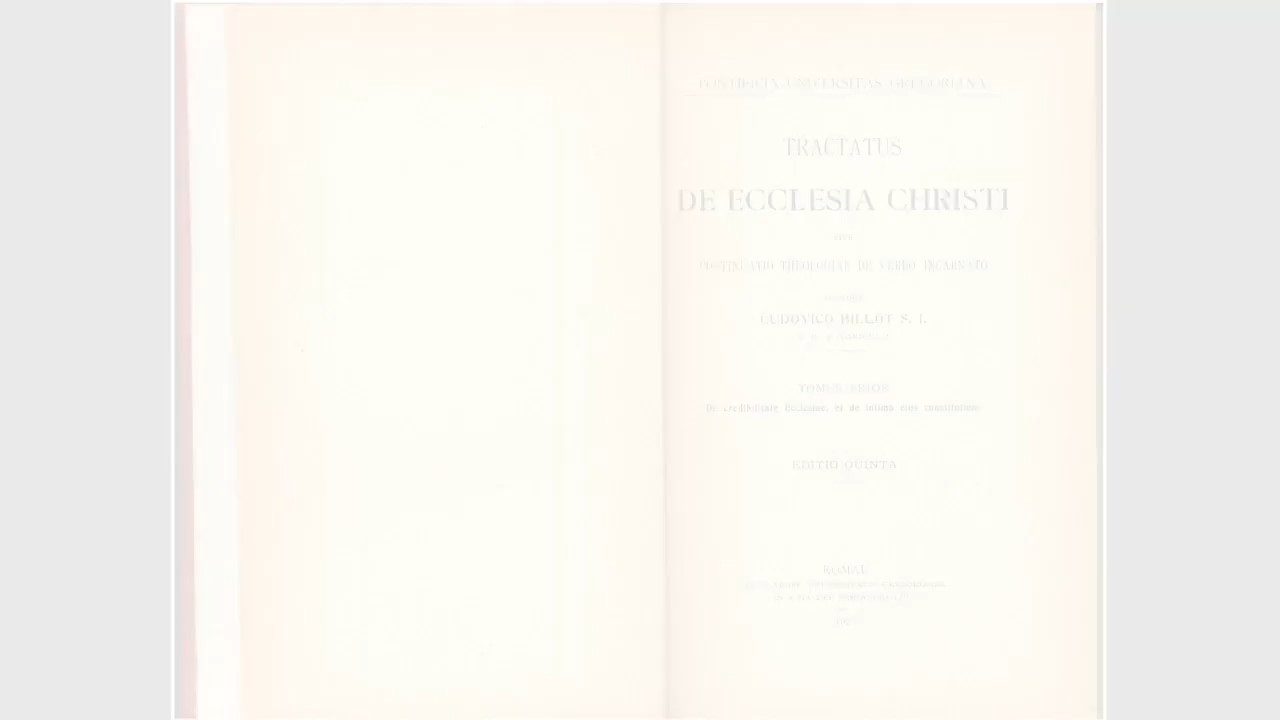 PONTIFICIA UNIVERSITAS GREGORIANA
TRACTATUS
DE ECCLESIA CHRISTI
SIVE
CONTINUATIO THEOLOGIAE DE VERBO INCARNATO
LUDOVICO BILLOT S. I.
TOMUS PRIOR
De credibilitate Ecclesiae, et de intima eius constitutione
EDITIO QUINTA
ROMAE